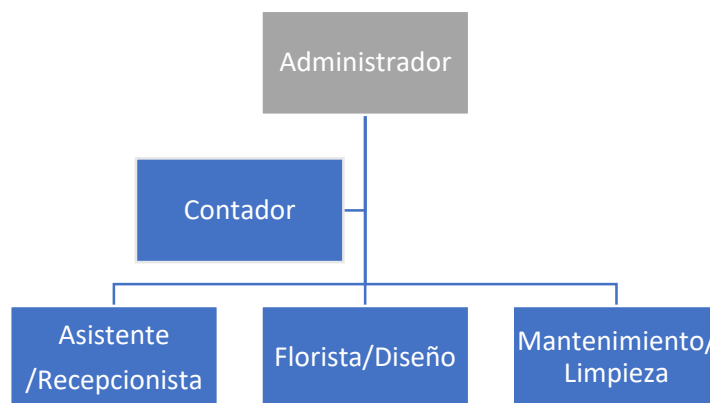 Administrador
Contador
Asistente
/Recepcionista
Florista/Diseño
Mantenimiento/
Limpieza